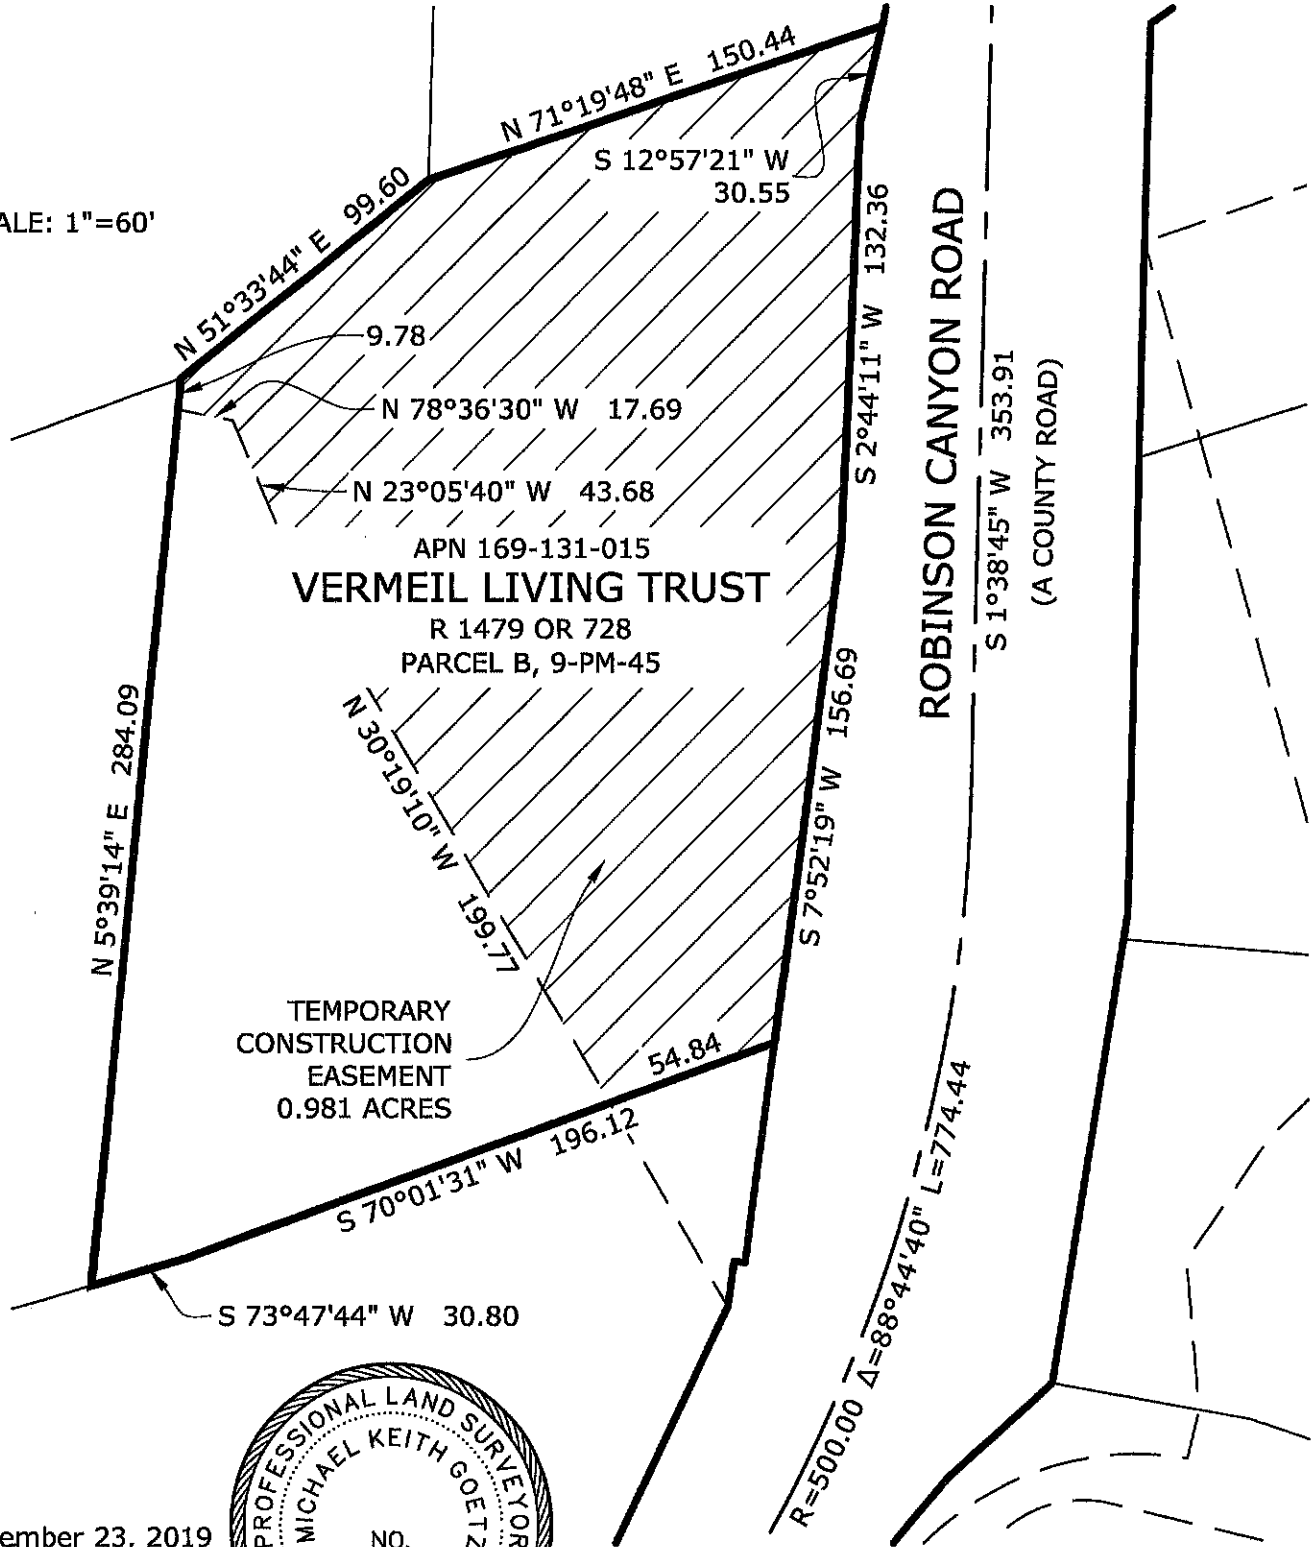 N 71°19'48" E 150.44
S 12°57'21" W
30.55
N 51°33'44" E 99.60
ALE: 1"=60'
S 2°44'11" W 132.36
9.78
N 78°36'30" W 17.69
N 23°05'40" W 43.68
ROBINSON CANYON ROAD
S 1°38'45" W 353.91
(A COUNTY ROAD)
APN 169-131-015
VERMEIL LIVING TRUST
R 1479 OR 728
PARCEL B, 9-PM-45
N 5°39'14" E 284.09
N 30°19'10" W 199.77
S 7°52'19" W 156.69
TEMPORARY
CONSTRUCTION
EASEMENT
0.981 ACRES
54.84
S 70°01'31" W 196.12
S 73°47'44" W 30.80
R=500.00 Δ=88°44'40" L=774.44
PROFESSIONAL LAND SURVEYOR
MICHAEL KEITH GOETZ
NO.
ember 23, 2019